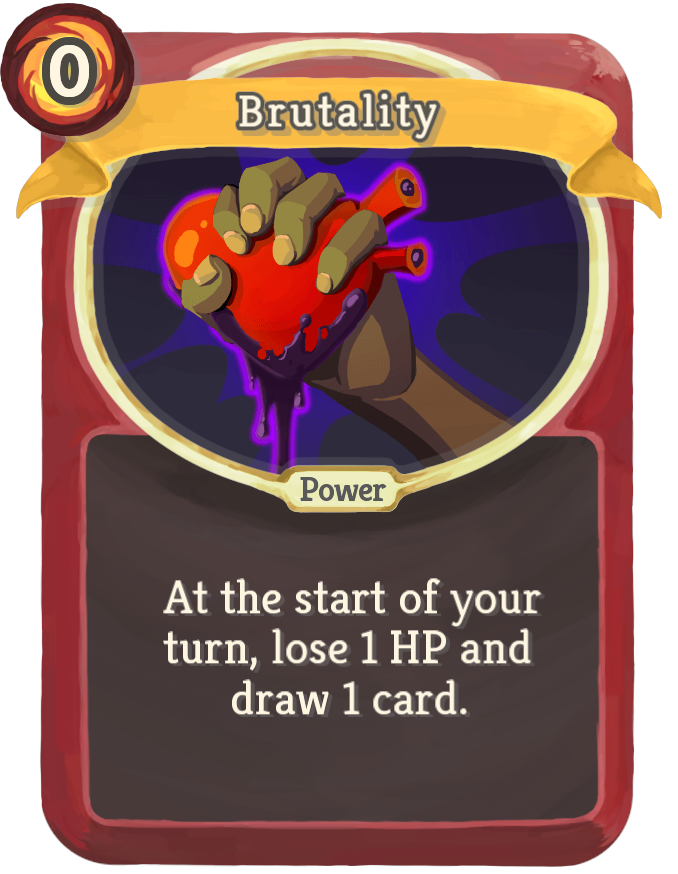 0
Brutality
Power
At the start of your
turn, lose 1 HP and
draw 1 card.